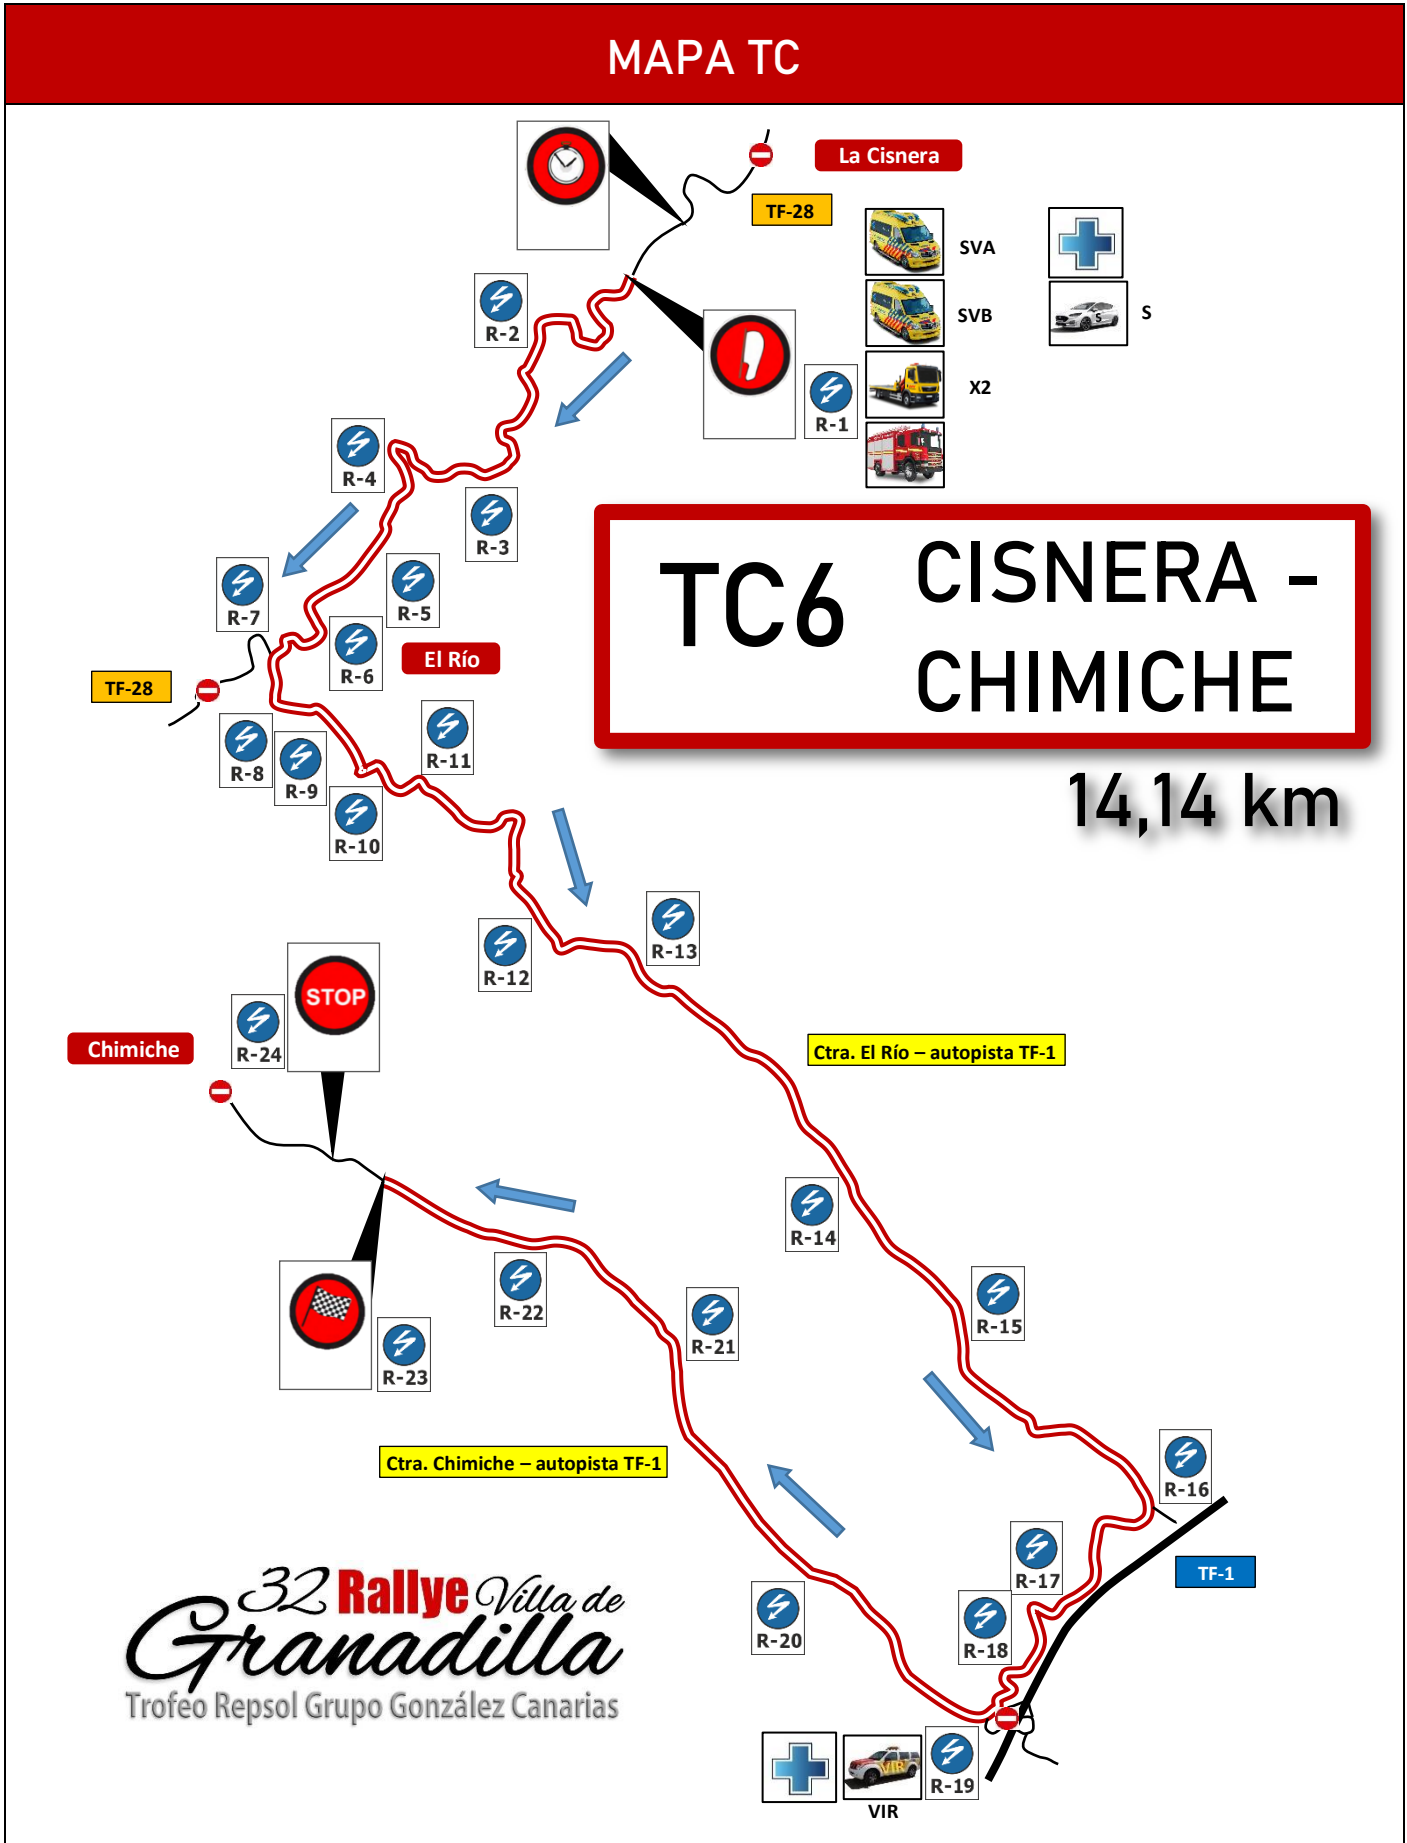 MAPA TC
La Cisnera
TF-28
SVA
SVB
S
X2
R-1
R-2
R-4
R-3
R-5
R-7
R-6
El Río
TF-28
TC6
CISNERA -
CHIMICHE
14,14 km
R-8
R-9
R-10
R-11
R-12
R-13
STOP
R-24
Chimiche
Ctra. El Río – autopista TF-1
R-14
R-15
R-22
R-21
R-23
Ctra. Chimiche – autopista TF-1
R-16
R-17
TF-1
R-18
R-20
32 Rallye Villa de
Granadilla
Trofeo Repsol Grupo González Canarias
R-19
VIR
VIR
S